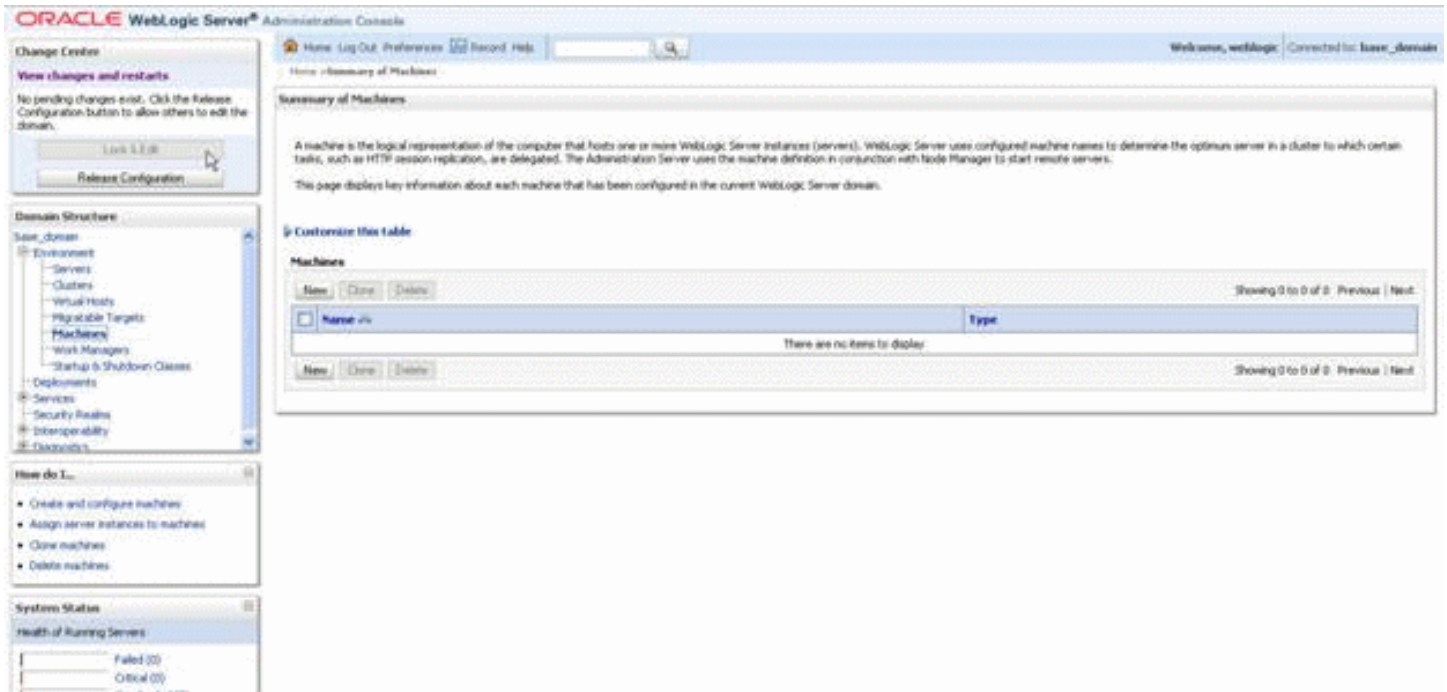 ORACLE WebLogic Server® Administration Console
Change Center
View changes and restarts
No pending changes exist. Click the Release
Configuration button to allow others to edit the
domain.
Lock & Edit
Release Configuration
Domain Structure
base_domain
Environment
Servers
Clusters
Virtual Hosts
Migratable Targets
Machines
Work Managers
Startup & Shutdown Classes
Deployments
Services
Security Realms
Interoperability
Diagnostics
How do I...
Create and configure machines
Assign server instances to machines
Clone machines
Delete machines
System Status
Health of Running Servers
Failed (0)
Critical (0)
Home Log Out Preferences Record Help
Welcome, weblogic Connected to: base_domain
Home >Summary of Machines
Summary of Machines
A machine is the logical representation of the computer that hosts one or more WebLogic Server instances (servers). WebLogic Server uses configured machine names to determine the optimum server in a cluster to which certain
tasks, such as HTTP session replication, are delegated. The Administration Server uses the machine definition in conjunction with Node Manager to start remote servers.
This page displays key information about each machine that has been configured in the current WebLogic Server domain.
Customize this table
Machines
New Clone Delete
Showing 0 to 0 of 0 Previous | Next
Name
Type
There are no items to display
New Clone Delete
Showing 0 to 0 of 0 Previous | Next